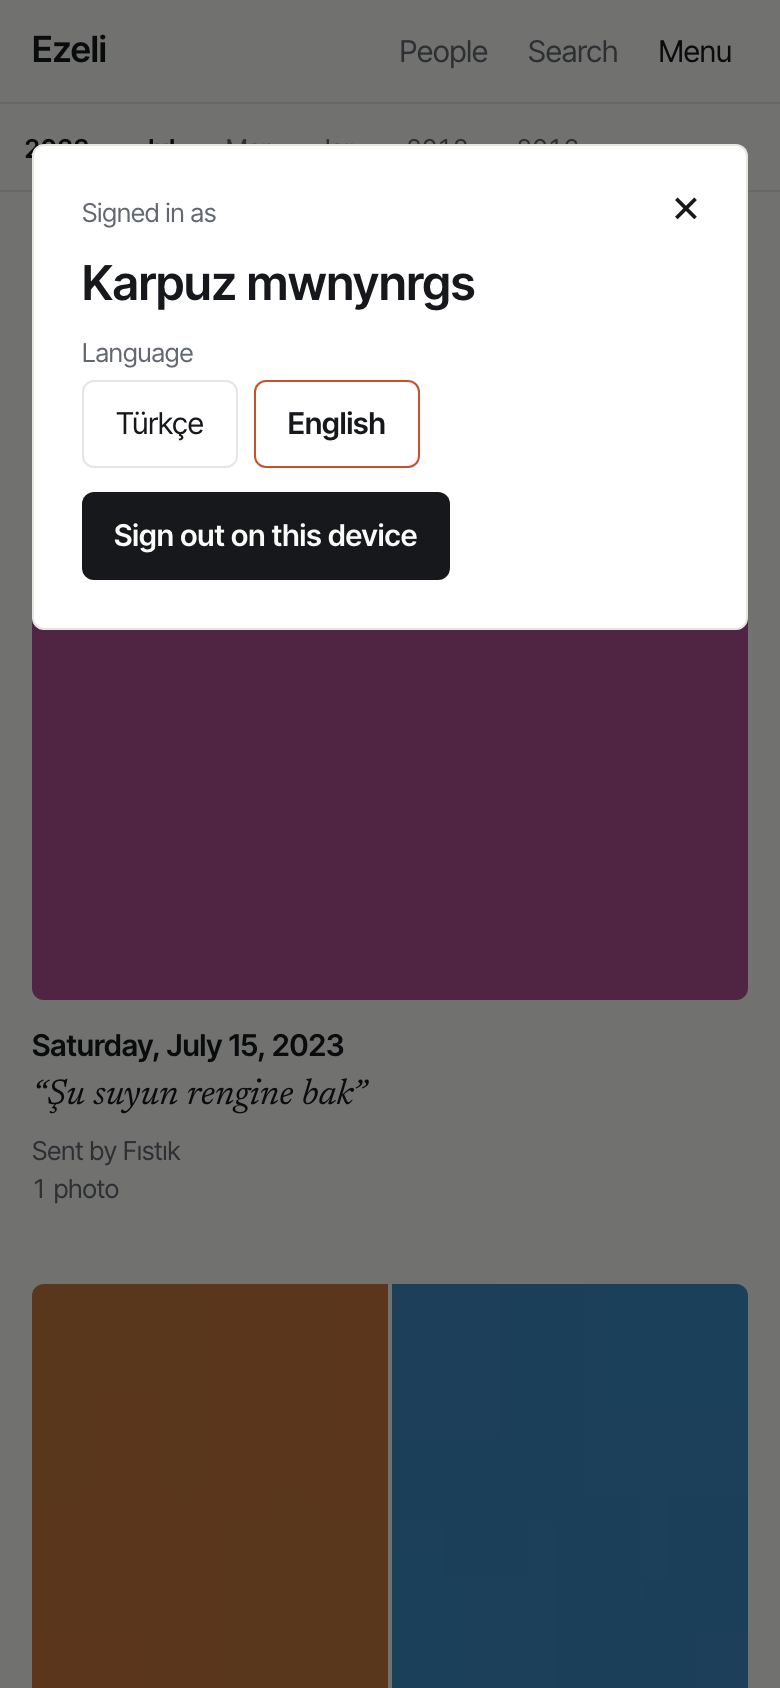 Ezeli
People Search Menu
Signed in as
Karpuz mwnynrgs
Language
Türkçe English
Sign out on this device
Saturday, July 15, 2023
“Şu suyun rengine bak”
Sent by Fıstık
1 photo